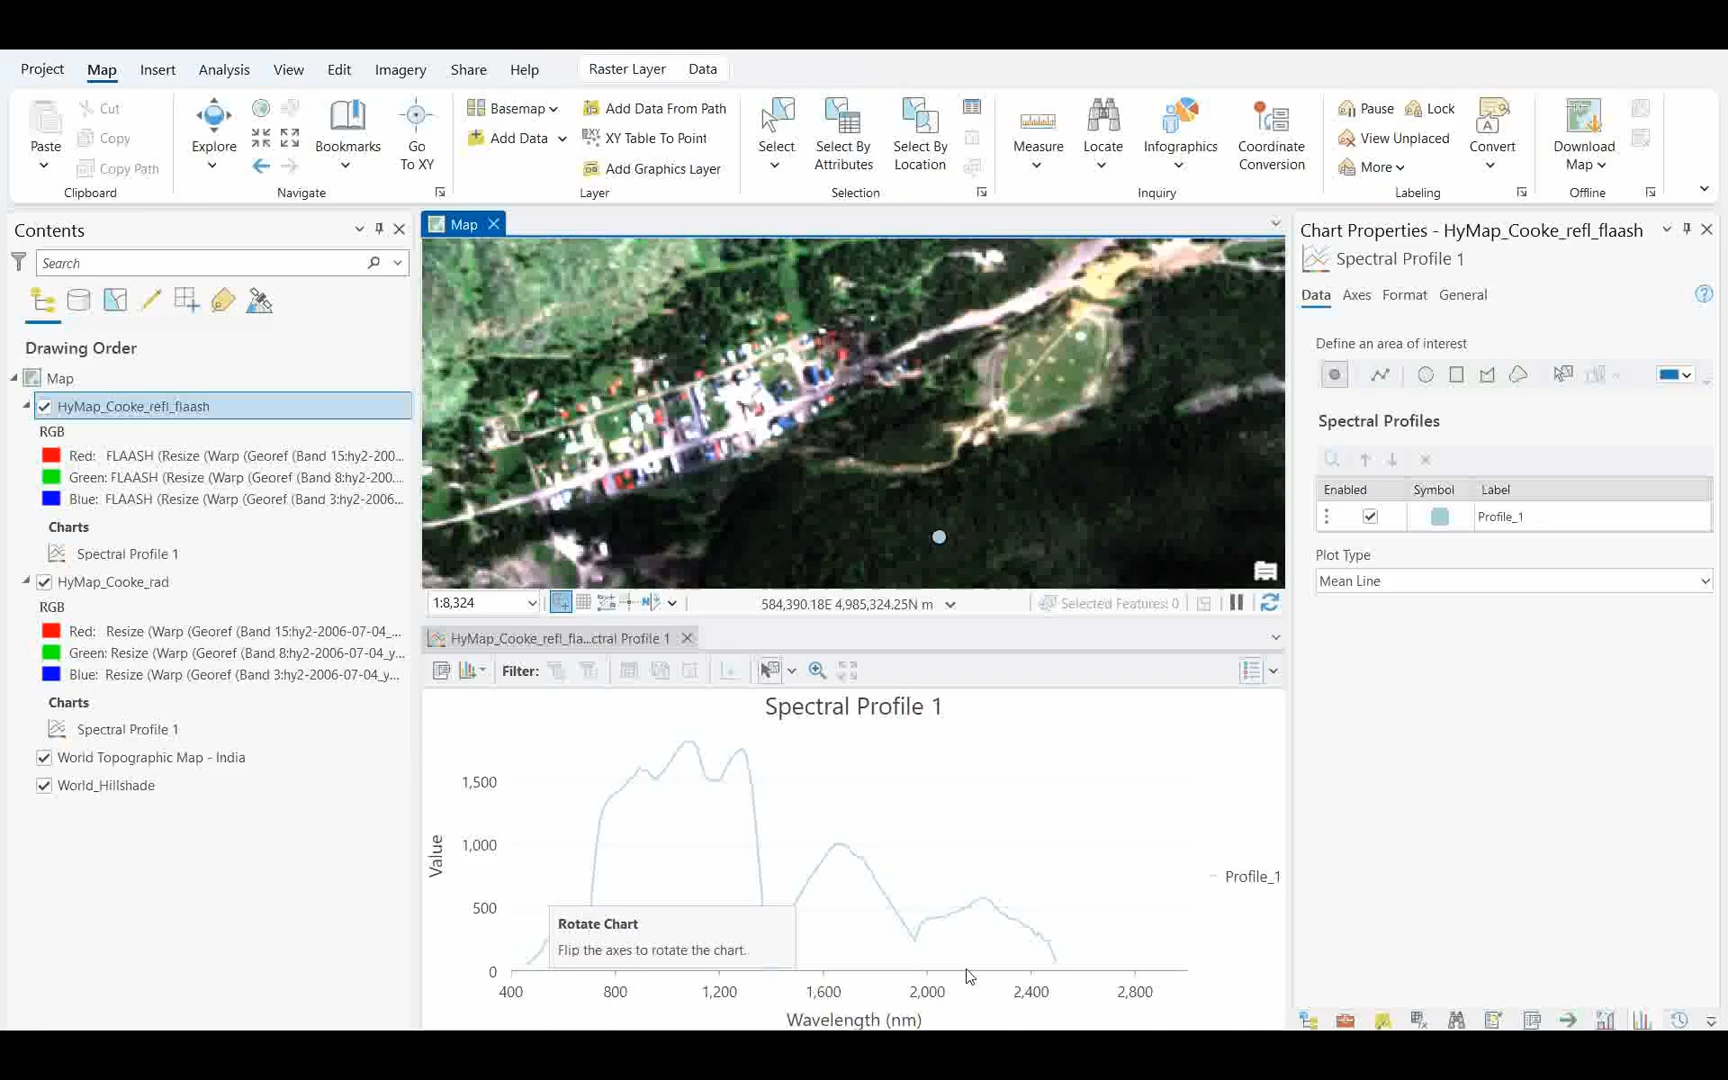 Project Map Insert Analysis View Edit Imagery Share Help Raster Layer Data
Paste
Cut
Copy
Copy Path
Clipboard
Explore
Bookmarks
Go
To XY
Navigate
Basemap
Add Data
Add Data From Path
XY Table To Point
Add Graphics Layer
Layer
Select
Select By
Attributes
Select By
Location
Selection
Measure
Locate
Infographics
Coordinate
Conversion
Inquiry
Pause
Lock
View Unplaced
More
Convert
Labeling
Download
Map
Offline
Contents
Search
Drawing Order
Map
HyMap_Cooke_refl_flaash
RGB
Red: FLAASH (Resize (Warp (Georef (Band 15:hy2-200...
Green: FLAASH (Resize (Warp (Georef (Band 8:hy2-200...
Blue: FLAASH (Resize (Warp (Georef (Band 3:hy2-2006...
Charts
Spectral Profile 1
HyMap_Cooke_rad
RGB
Red: Resize (Warp (Georef (Band 15:hy2-2006-07-04_...
Green: Resize (Warp (Georef (Band 8:hy2-2006-07-04_y...
Blue: Resize (Warp (Georef (Band 3:hy2-2006-07-04_y...
Charts
Spectral Profile 1
World Topographic Map - India
World_Hillshade
Map
1:8,324
584,390.18E 4,985,324.25N m
Selected Features: 0
HyMap_Cooke_refl_fla...ctral Profile 1
Filter:
Spectral Profile 1
Value
1,500
1,000
500
0
400 800 1,200 1,600 2,000 2,400 2,800
Wavelength (nm)
Profile_1
Rotate Chart
Flip the axes to rotate the chart.
Chart Properties - HyMap_Cooke_refl_flaash
Spectral Profile 1
Data Axes Format General
Define an area of interest
Spectral Profiles
Enabled Symbol Label
Profile_1
Plot Type
Mean Line